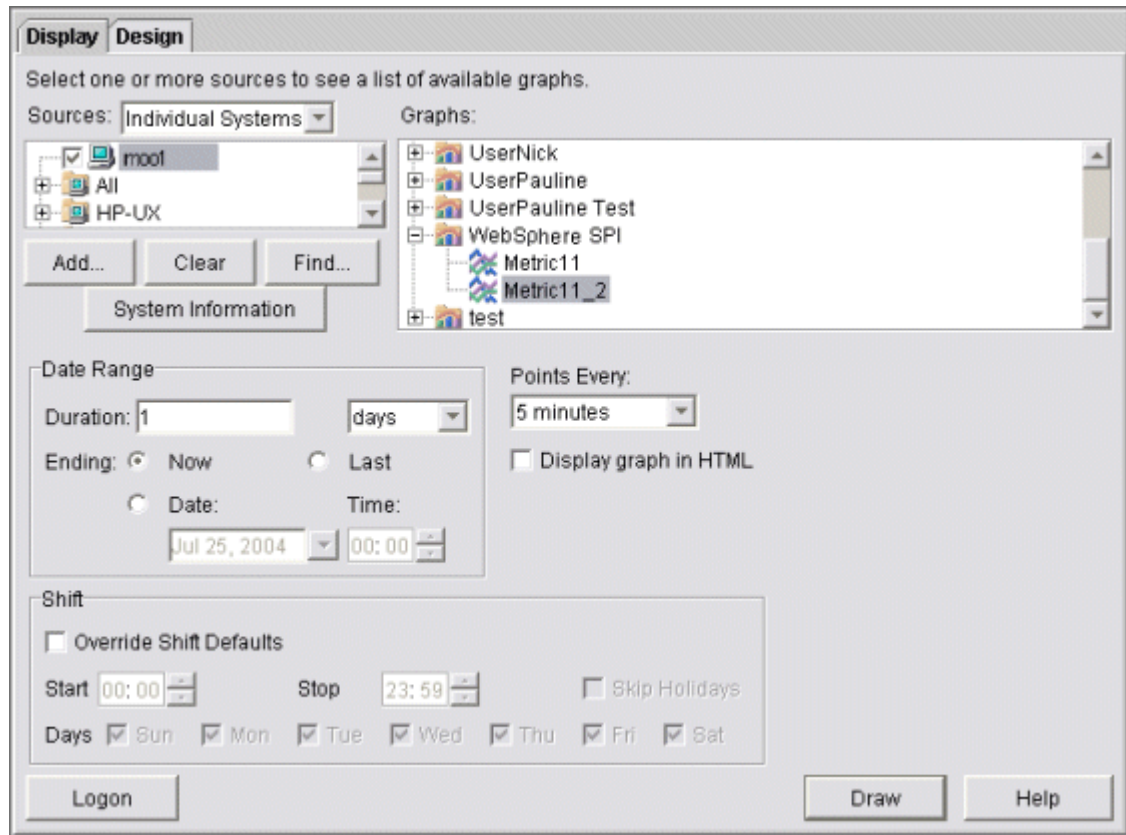 Display Design
Select one or more sources to see a list of available graphs.
Sources: Individual Systems
Graphs:
moof
All
HP-UX
UserNick
UserPauline
UserPauline Test
WebSphere SPI
Metric11
Metric11_2
test
Add... Clear Find...
System Information
Date Range
Duration: 1 days
Ending: Now Last
Date: Time:
Jul 25, 2004 00:00
Points Every:
5 minutes
Display graph in HTML
Shift
Override Shift Defaults
Start 00:00 Stop 23:59 Skip Holidays
Days Sun Mon Tue Wed Thu Fri Sat
Logon Draw Help